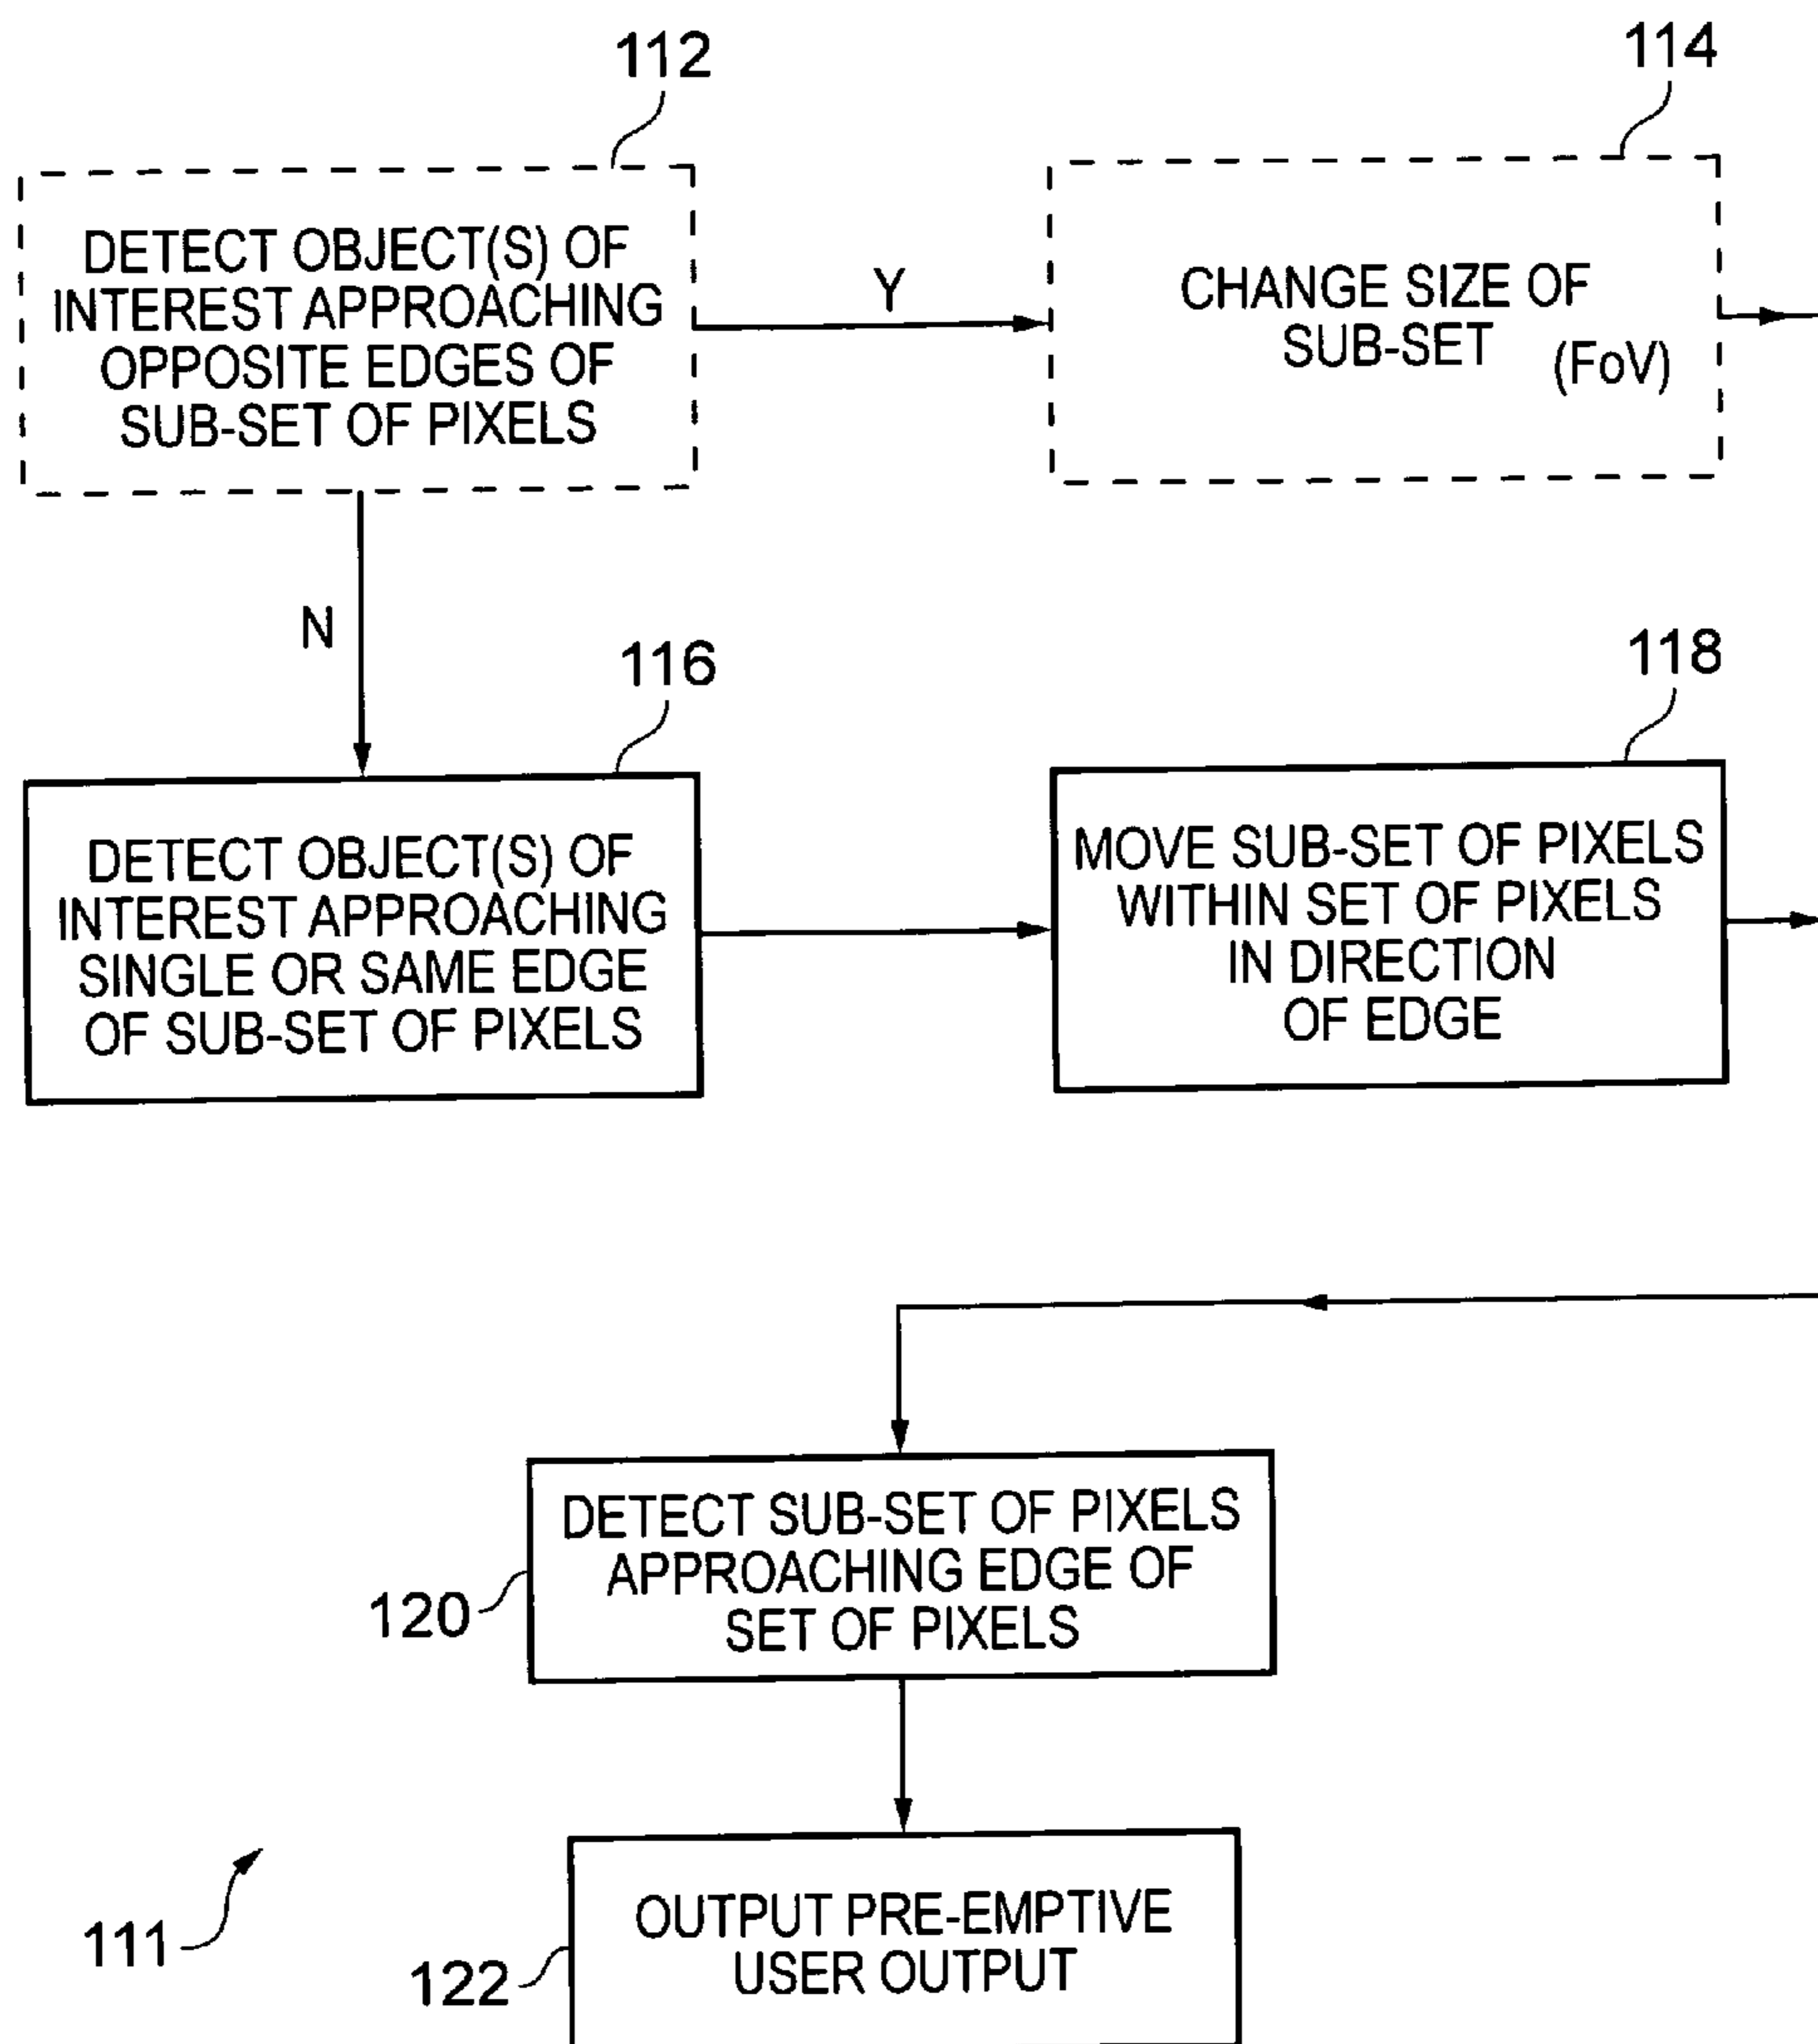 112
114
DETECT OBJECT(S) OF
INTEREST APPROACHING
OPPOSITE EDGES OF
SUB-SET OF PIXELS
Y
CHANGE SIZE OF
SUB-SET
(FoV)
N
116
118
DETECT OBJECT(S) OF
INTEREST APPROACHING
SINGLE OR SAME EDGE
OF SUB-SET OF PIXELS
MOVE SUB-SET OF PIXELS
WITHIN SET OF PIXELS
IN DIRECTION
OF EDGE
DETECT SUB-SET OF PIXELS
APPROACHING EDGE OF
SET OF PIXELS
120
OUTPUT PRE-EMPTIVE
USER OUTPUT
111
122